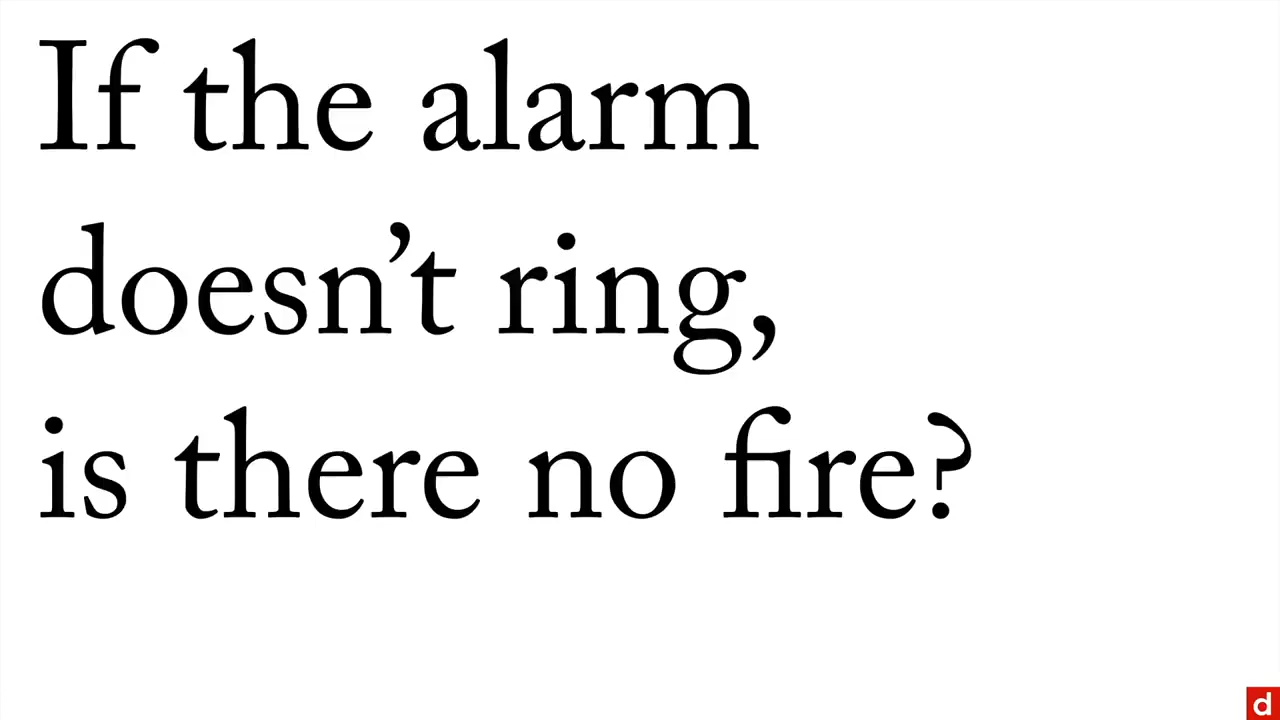 If the alarm
doesn’t ring,
is there no fire?
d